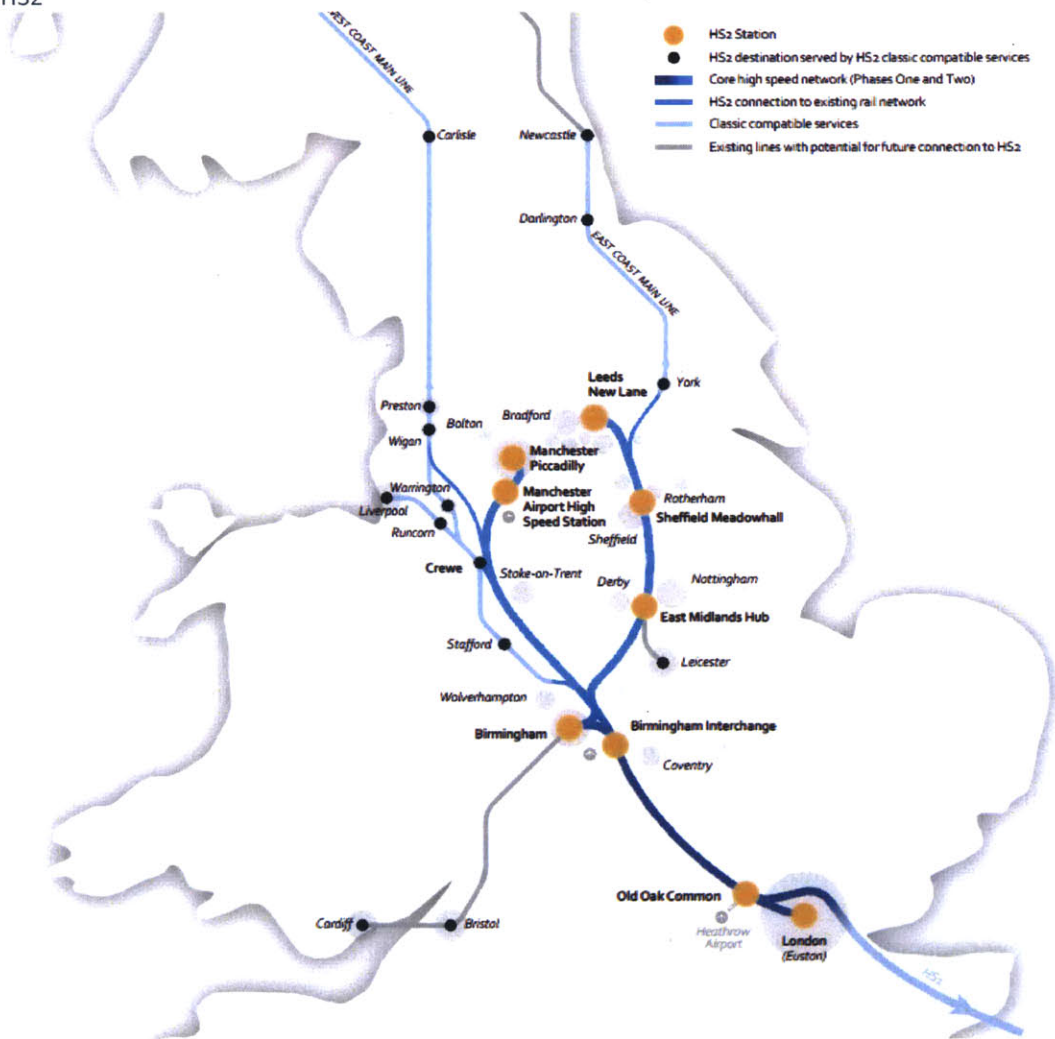 HS2
HS2 Station
HS2 destination served by HS2 classic compatible services
Core high speed network (Phases One and Two)
HS2 connection to existing rail network
Classic compatible services
Existing lines with potential for future connection to HS2
WEST COAST MAIN LINE
Carlisle
Newcastle
Darlington
EAST COAST MAIN LINE
York
Leeds
New Lane
Bradford
Preston
Bolton
Wigan
Manchester
Piccadilly
Warrington
Liverpool
Runcorn
Manchester
Airport High
Speed Station
Rotherham
Sheffield Meadowhall
Sheffield
Crewe
Stoke-on-Trent
Derby
Nottingham
East Midlands Hub
Stafford
Leicester
Wolverhampton
Birmingham
Birmingham Interchange
Coventry
Old Oak Common
Heathrow
Airport
London
(Euston)
Cardiff
Bristol
HS1